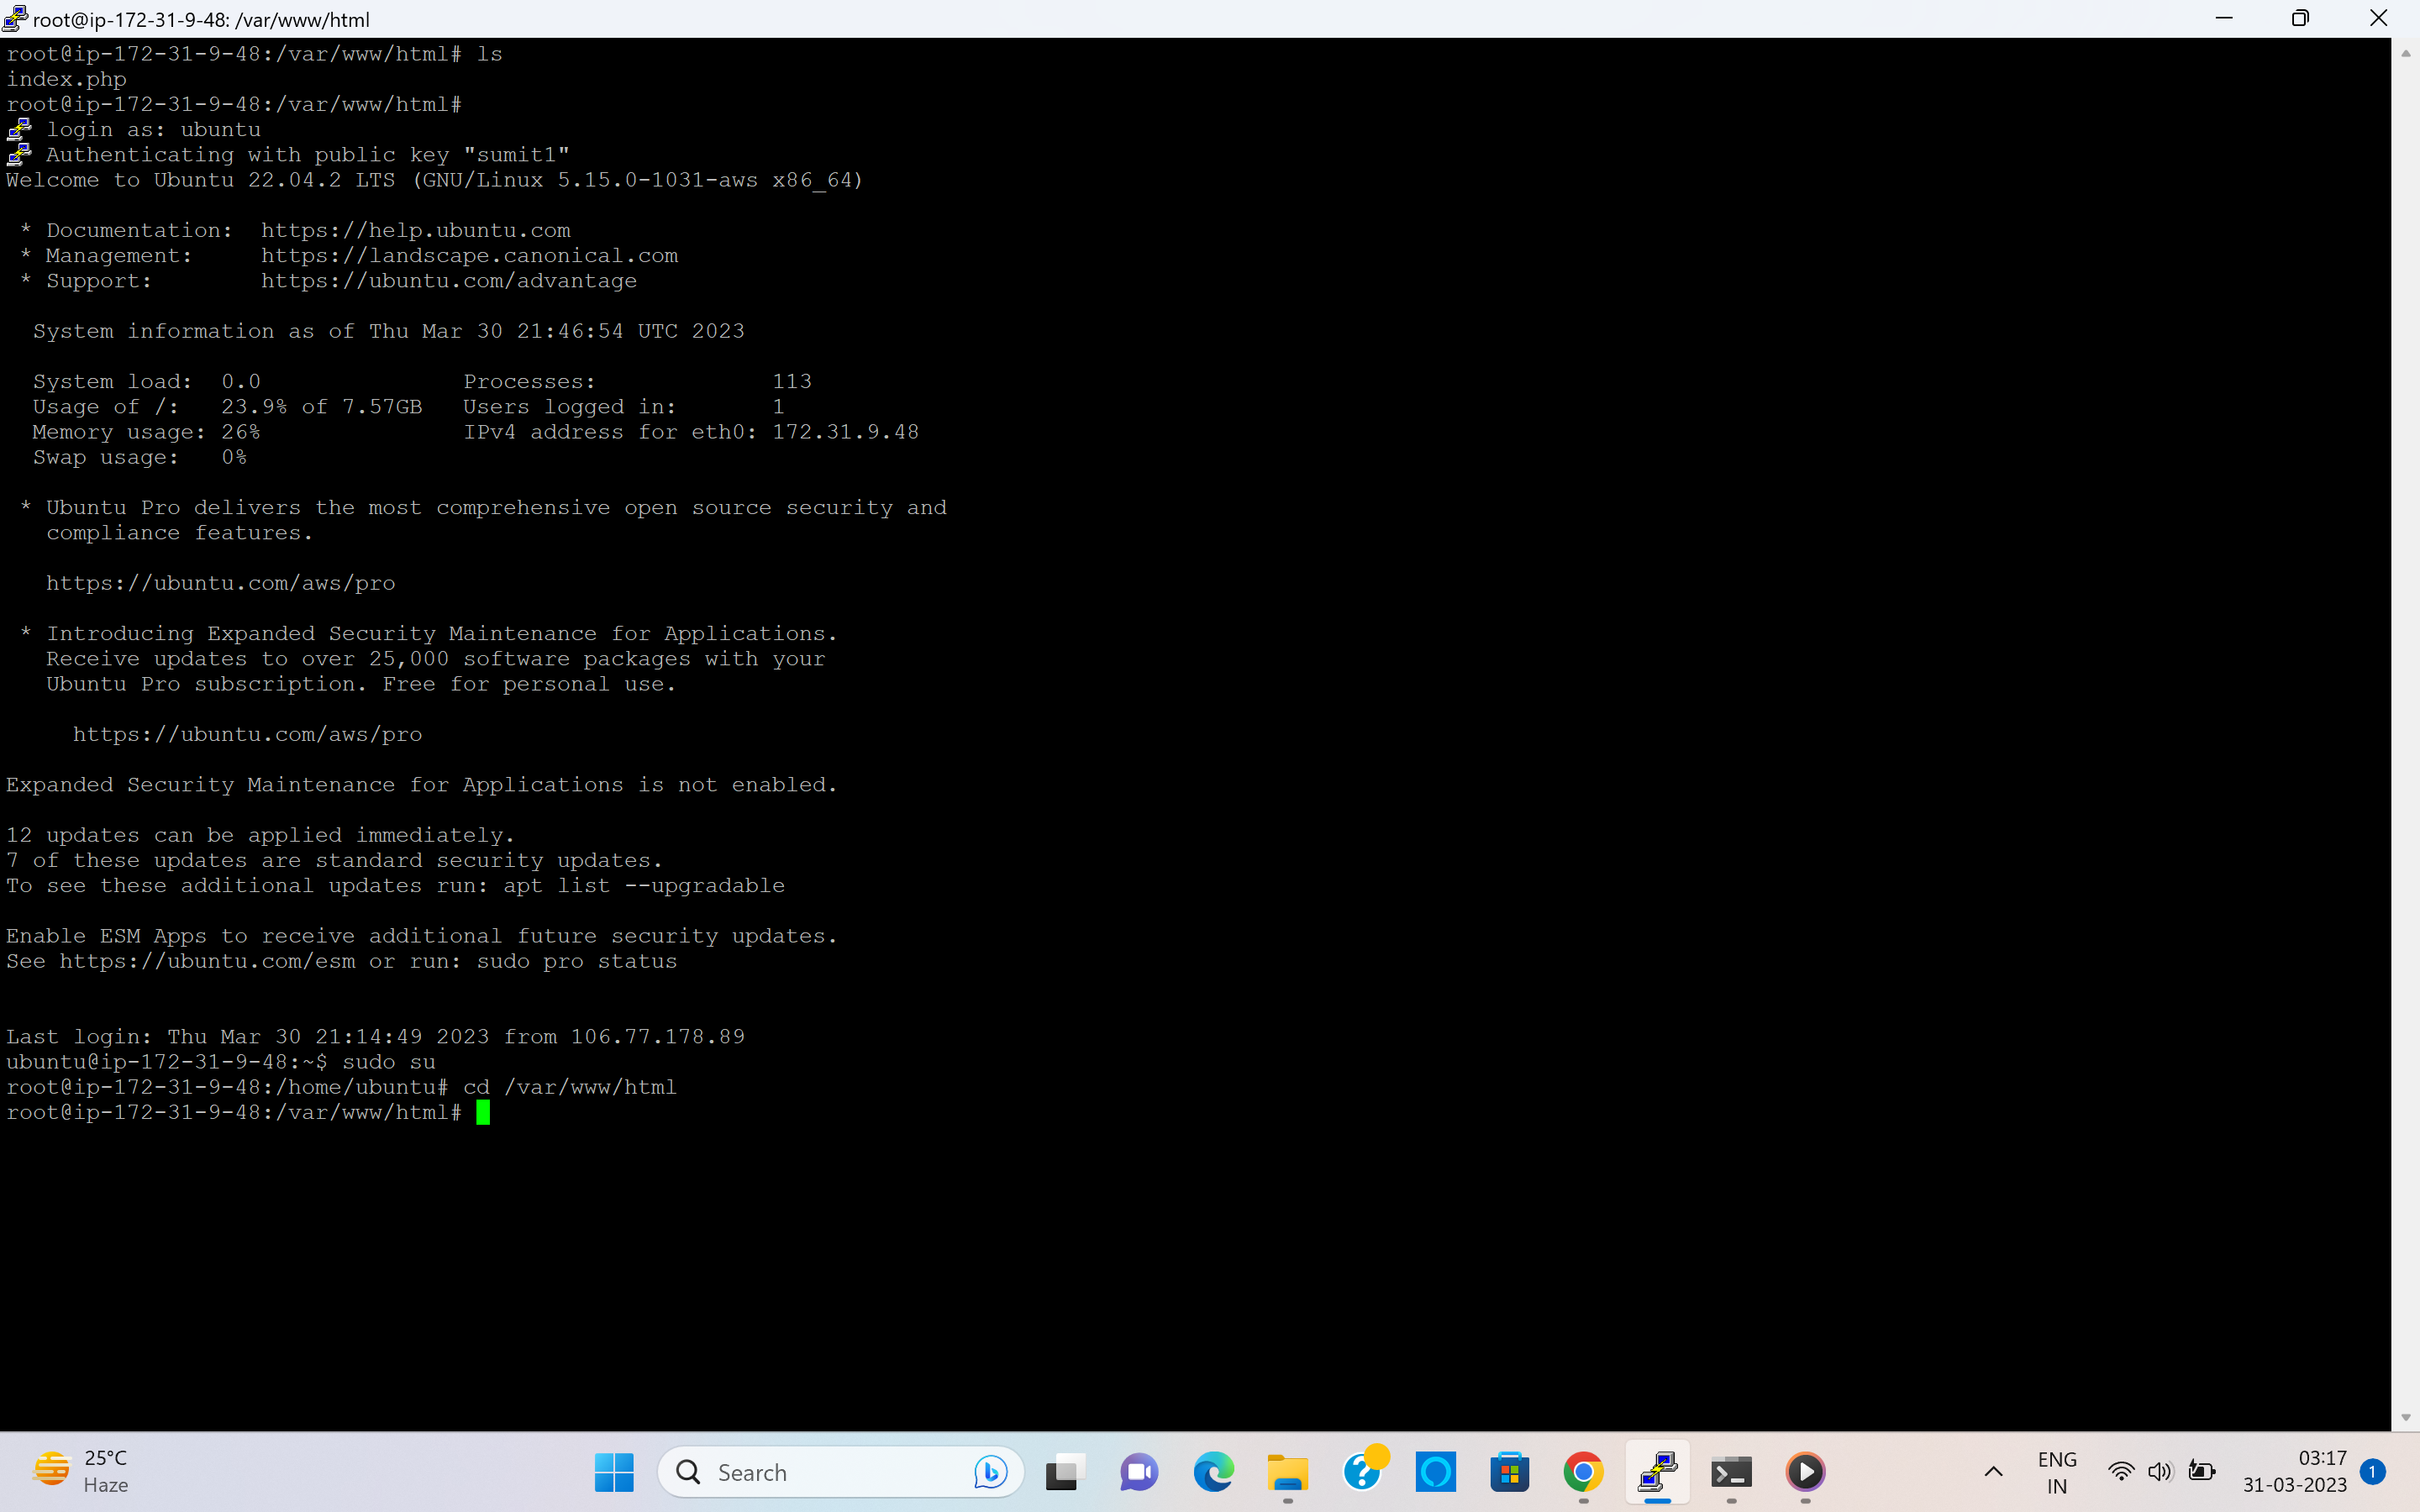 root@ip-172-31-9-48: /var/www/html
root@ip-172-31-9-48:/var/www/html# ls
index.php
root@ip-172-31-9-48:/var/www/html#
login as: ubuntu
Authenticating with public key "sumit1"
Welcome to Ubuntu 22.04.2 LTS (GNU/Linux 5.15.0-1031-aws x86_64)
* Documentation:  https://help.ubuntu.com
* Management:     https://landscape.canonical.com
* Support:        https://ubuntu.com/advantage
System information as of Thu Mar 30 21:46:54 UTC 2023
System load:  0.0               Processes:             113
Usage of /:   23.9% of 7.57GB   Users logged in:       1
Memory usage: 26%               IPv4 address for eth0: 172.31.9.48
Swap usage:   0%
* Ubuntu Pro delivers the most comprehensive open source security and
compliance features.
https://ubuntu.com/aws/pro
* Introducing Expanded Security Maintenance for Applications.
Receive updates to over 25,000 software packages with your
Ubuntu Pro subscription. Free for personal use.
https://ubuntu.com/aws/pro
Expanded Security Maintenance for Applications is not enabled.
12 updates can be applied immediately.
7 of these updates are standard security updates.
To see these additional updates run: apt list --upgradable
Enable ESM Apps to receive additional future security updates.
See https://ubuntu.com/esm or run: sudo pro status
Last login: Thu Mar 30 21:14:49 2023 from 106.77.178.89
ubuntu@ip-172-31-9-48:~$ sudo su
root@ip-172-31-9-48:/home/ubuntu# cd /var/www/html
root@ip-172-31-9-48:/var/www/html#
25°C
Haze
Search
ENG
IN
03:17
31-03-2023
1